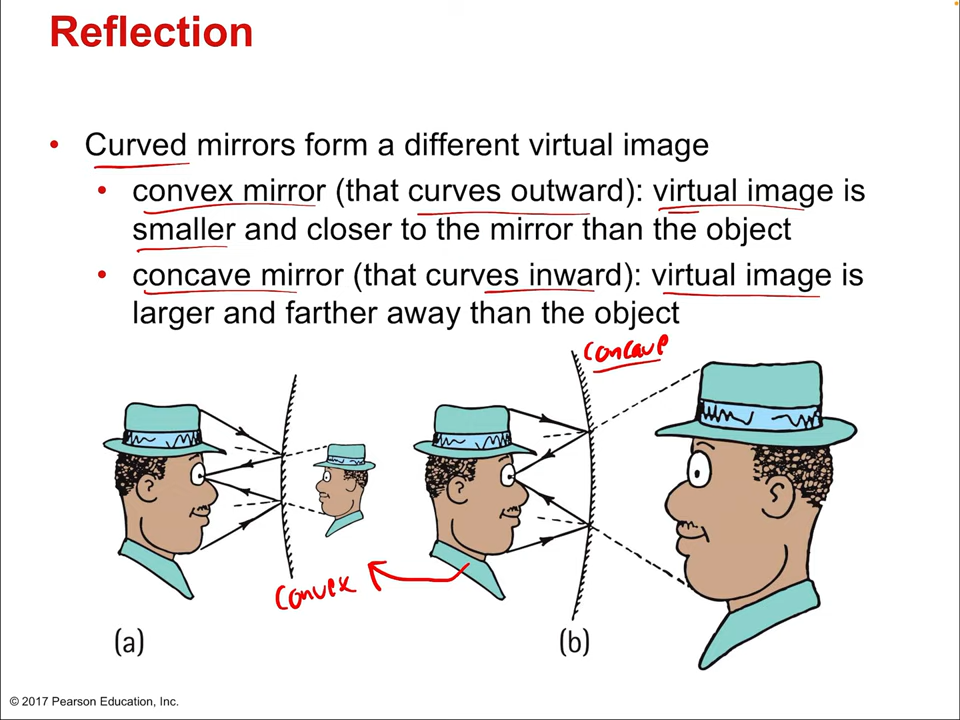 Reflection
• Curved mirrors form a different virtual image
• convex mirror (that curves outward): virtual image is
smaller and closer to the mirror than the object
• concave mirror (that curves inward): virtual image is
larger and farther away than the object
concave
convex
(a)
(b)
© 2017 Pearson Education, Inc.